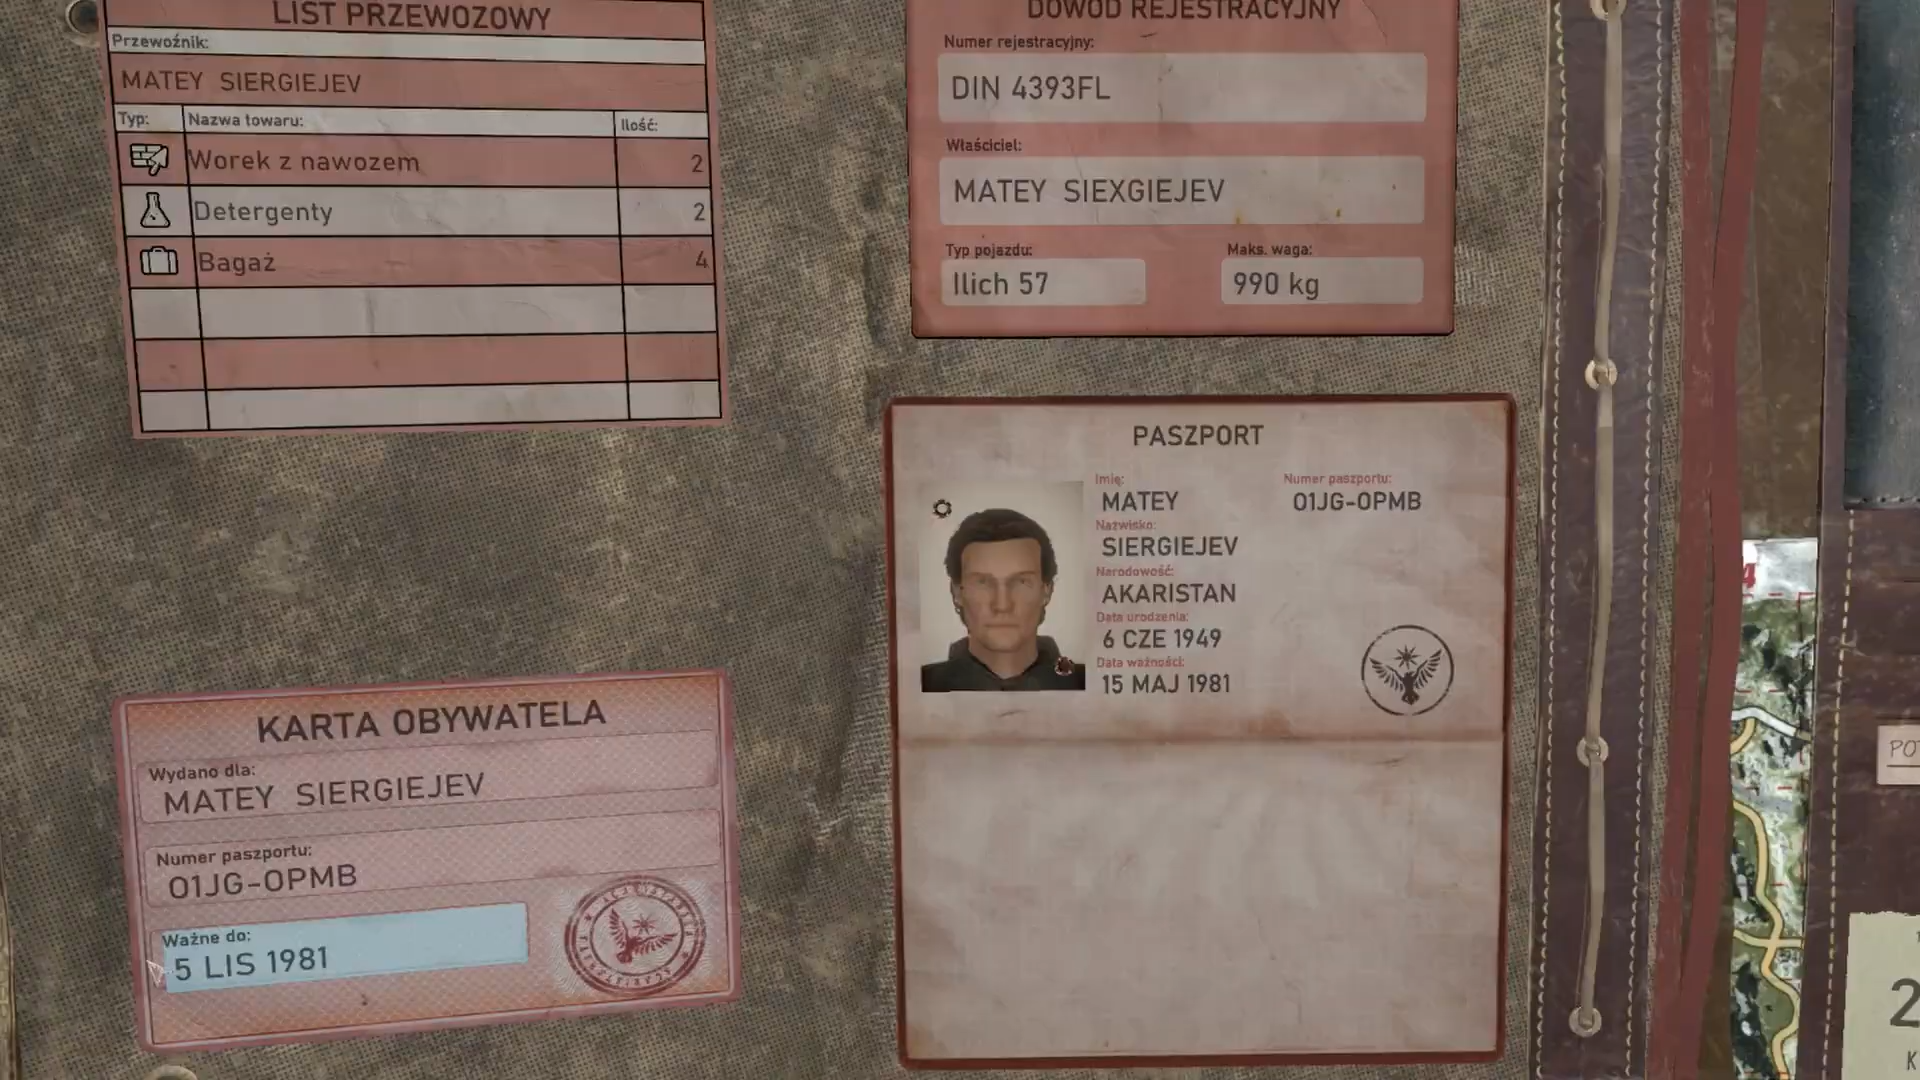 LIST PRZEWOZOWY
Przewoźnik:
MATEY SIERGIEJEV
Typ: Nazwa towaru: Ilość:
Worek z nawozem 2
Detergenty 2
Bagaż 4
DOWÓD REJESTRACYJNY
Numer rejestracyjny:
DIN 4393FL
Właściciel:
MATEY SIEXGIEJEV
Typ pojazdu: Maks. waga:
Ilich 57 990 kg
PASZPORT
Imię: Numer paszportu:
MATEY 01JG-OPMB
Nazwisko:
SIERGIEJEV
Narodowość:
AKARISTAN
Data urodzenia:
6 CZE 1949
Data ważności:
15 MAJ 1981
KARTA OBYWATELA
Wydano dla:
MATEY SIERGIEJEV
Numer paszportu:
01JG-OPMB
Ważne do:
5 LIS 1981
4
PO
2
K